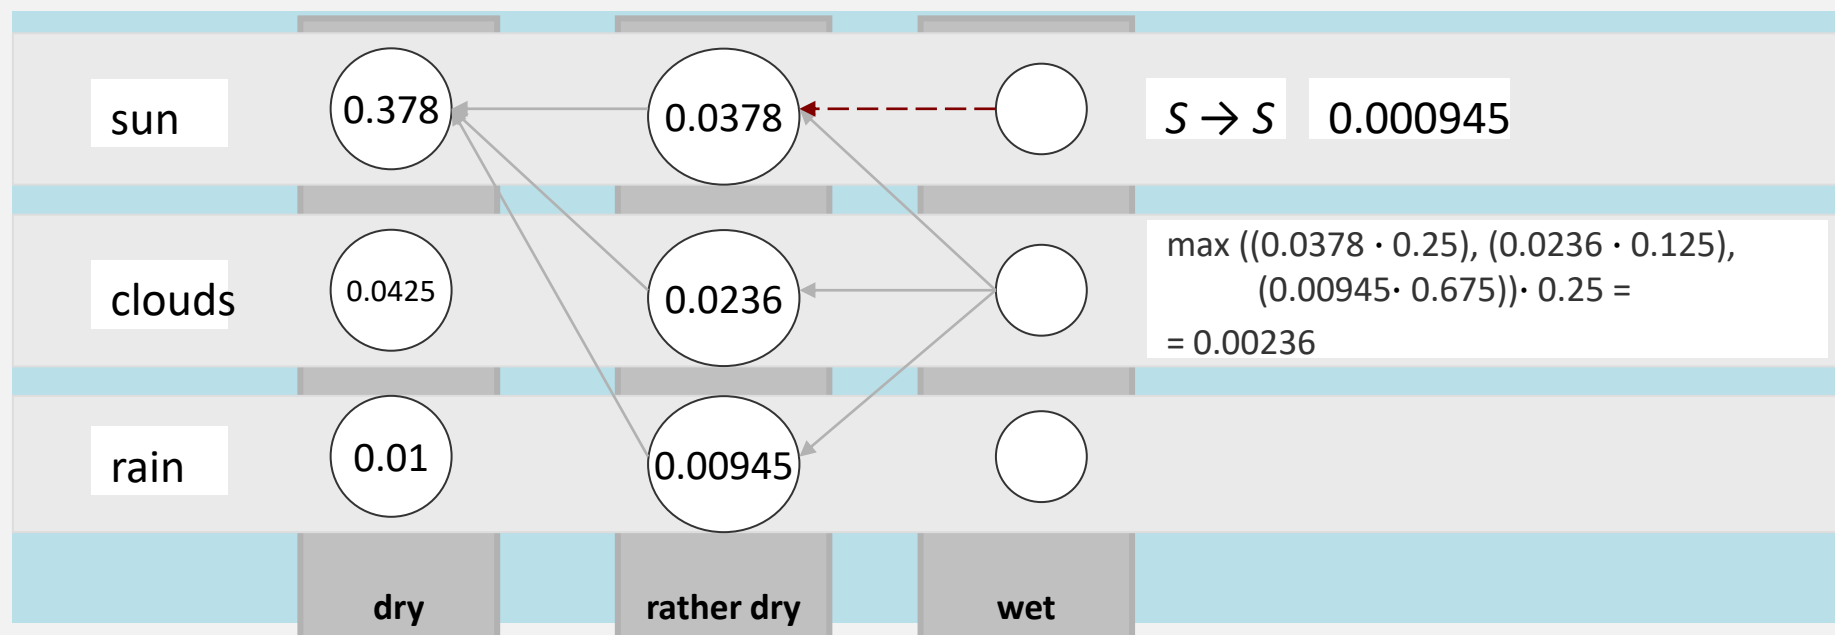 sun 0.378 0.0378 S → S 0.000945
clouds 0.0425 0.0236 max ((0.0378 · 0.25), (0.0236 · 0.125),
(0.00945· 0.675))· 0.25 =
= 0.00236
rain 0.01 0.00945
dry rather dry wet